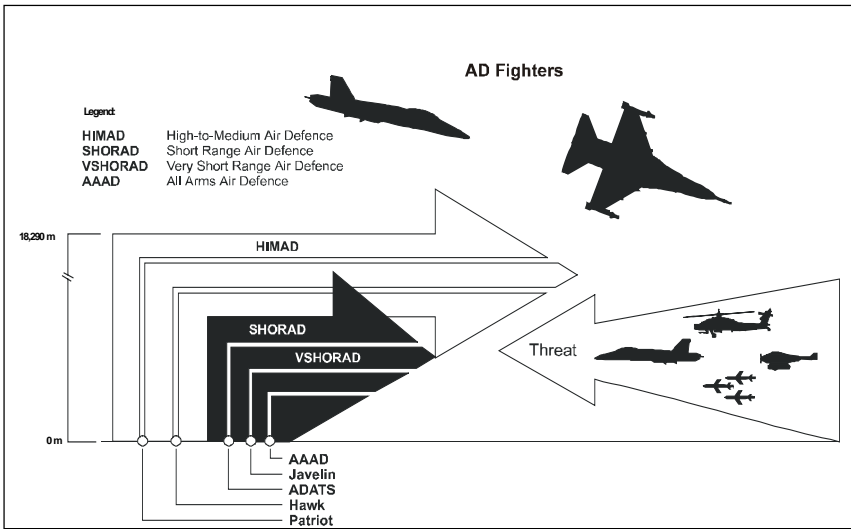 AD Fighters
Legend:
HIMAD High-to-Medium Air Defence
SHORAD Short Range Air Defence
VSHORAD Very Short Range Air Defence
AAAD All Arms Air Defence
18,290 m
HIMAD
SHORAD
VSHORAD
Threat
0 m
AAAD
Javelin
ADATS
Hawk
Patriot